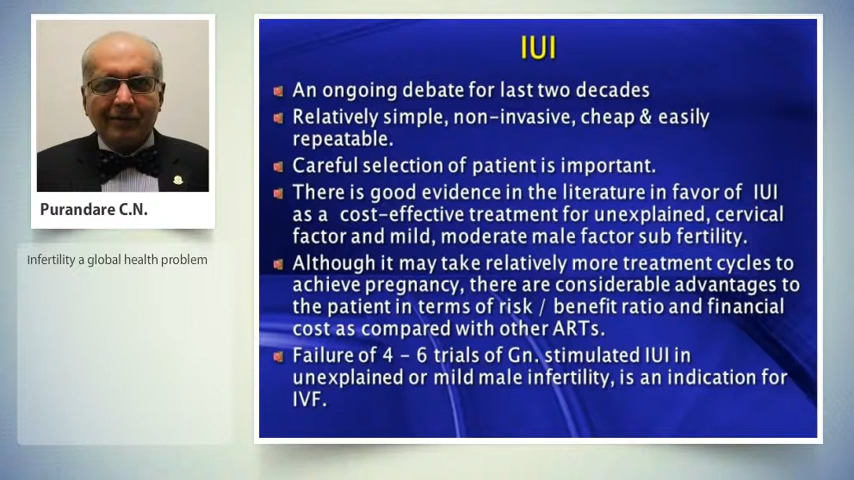 Purandare C.N.
Infertility a global health problem
IUI
An ongoing debate for last two decades
Relatively simple, non-invasive, cheap & easily
repeatable.
Careful selection of patient is important.
There is good evidence in the literature in favor of IUI
as a cost-effective treatment for unexplained, cervical
factor and mild, moderate male factor sub fertility.
Although it may take relatively more treatment cycles to
achieve pregnancy, there are considerable advantages to
the patient in terms of risk / benefit ratio and financial
cost as compared with other ARTs.
Failure of 4 – 6 trials of Gn. stimulated IUI in
unexplained or mild male infertility, is an indication for
IVF.